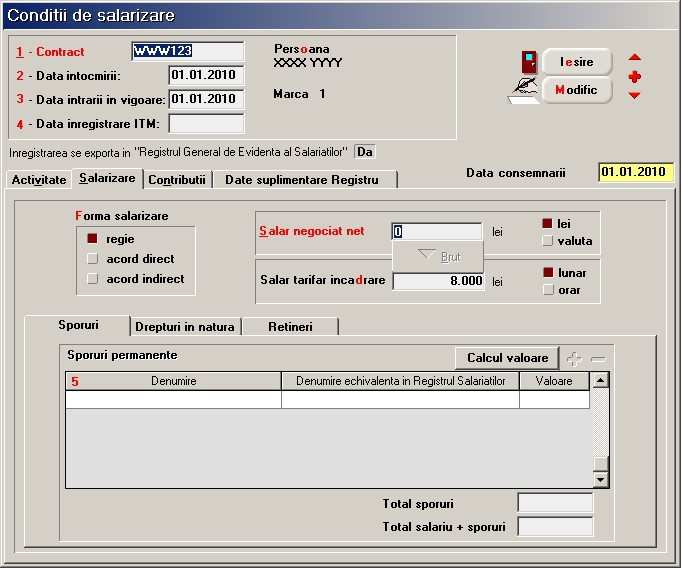 Conditii de salarizare
1 - Contract WWW123
Persoana
XXXX YYYY
Iesire
2 - Data intocmirii: 01.01.2010
Modific
3 - Data intrarii in vigoare: 01.01.2010
Marca 1
4 - Data inregistrare ITM:
Inregistrarea se exporta in "Registrul General de Evidenta al Salariatilor" Da
Data consemnarii 01.01.2010
Activitate Salarizare Contributii Date suplimentare Registru
Forma salarizare
regie
acord direct
acord indirect
Salar negociat net 0 lei
lei
valuta
Brut
Salar tarifar incadrare 8.000 lei
lunar
orar
Sporuri Drepturi in natura Retineri
Sporuri permanente
Calcul valoare
5 Denumire Denumire echivalenta in Registrul Salariatilor Valoare
Total sporuri
Total salariu + sporuri